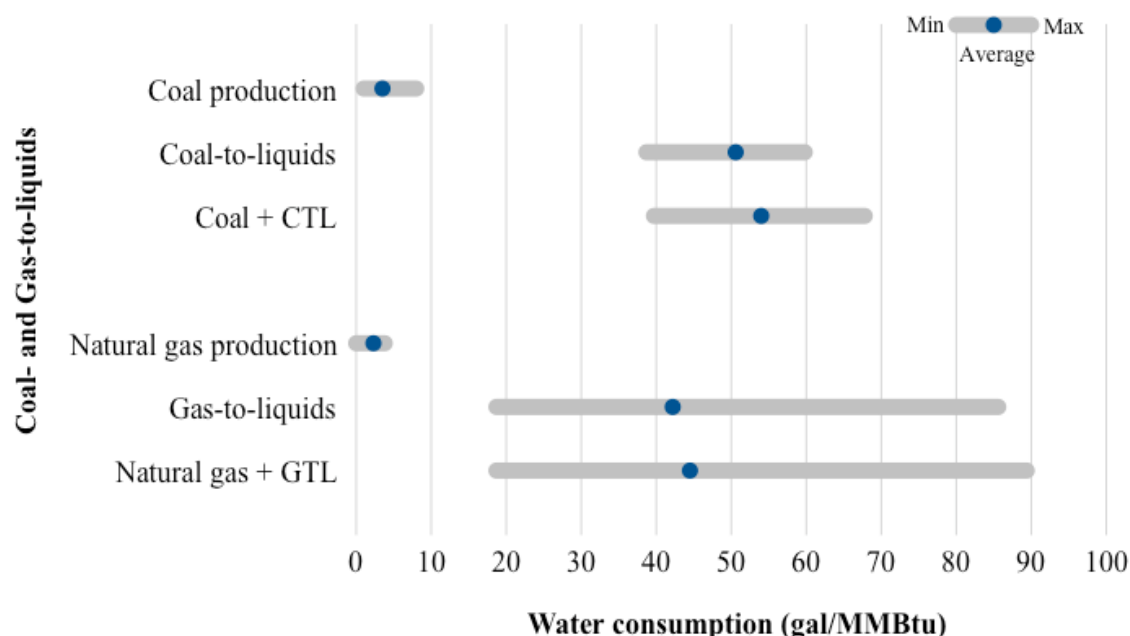 Min Max
Average
Coal production
Coal-to-liquids
Coal + CTL
Natural gas production
Gas-to-liquids
Natural gas + GTL
Coal- and Gas-to-liquids
0 10 20 30 40 50 60 70 80 90 100
Water consumption (gal/MMBtu)